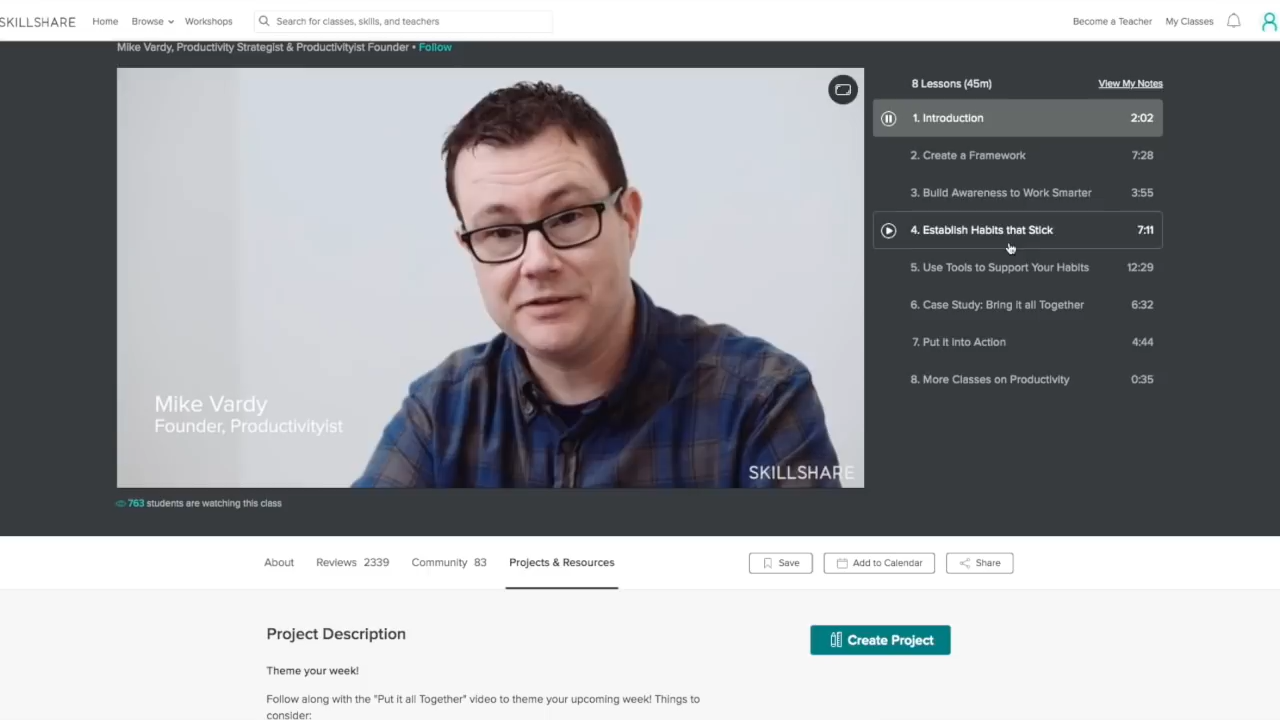 SKILLSHARE Home Browse Workshops Search for classes, skills, and teachers Become a Teacher My Classes
Mike Vardy, Productivity Strategist & Productivityist Founder • Follow
8 Lessons (45m) View My Notes
1. Introduction 2:02
2. Create a Framework 7:28
3. Build Awareness to Work Smarter 3:55
4. Establish Habits that Stick 7:11
5. Use Tools to Support Your Habits 12:29
6. Case Study: Bring it all Together 6:32
7. Put it into Action 4:44
8. More Classes on Productivity 0:35
Mike Vardy
Founder, Productivityist
SKILLSHARE
763 students are watching this class
About Reviews 2339 Community 83 Projects & Resources Save Add to Calendar Share
Project Description
Create Project
Theme your week!
Follow along with the "Put it all Together" video to theme your upcoming week! Things to
consider: